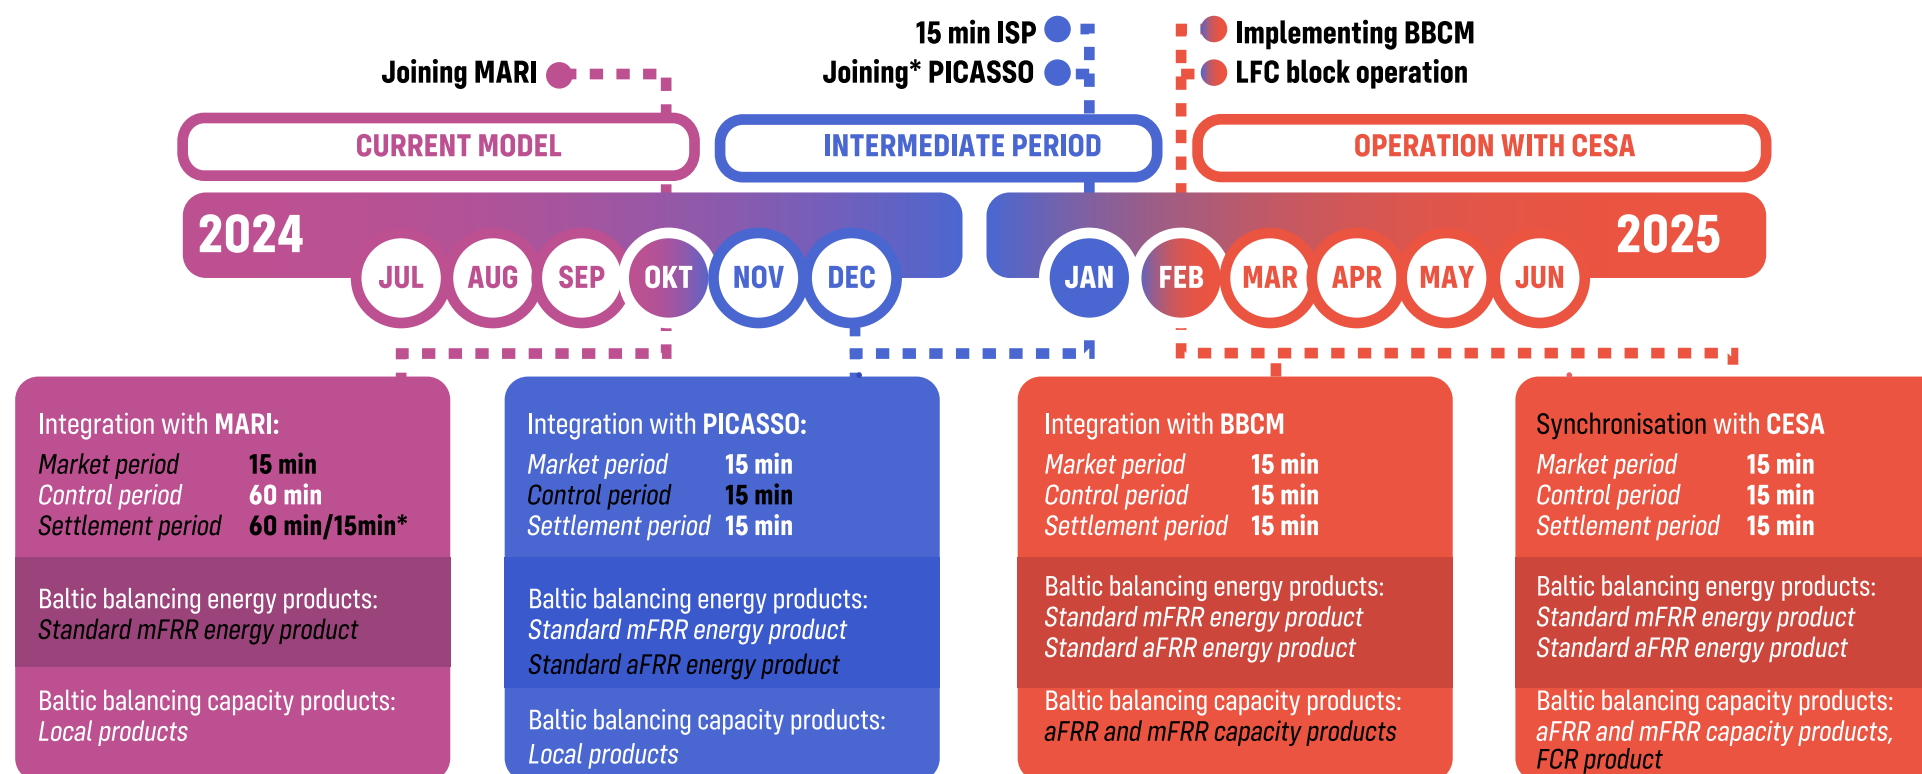 15 min ISP
Implementing BBCM
Joining MARI
Joining* PICASSO
LFC block operation
CURRENT MODEL
INTERMEDIATE PERIOD
OPERATION WITH CESA
2024
2025
JUL
AUG
SEP
OKT
NOV
DEC
JAN
FEB
MAR
APR
MAY
JUN
Integration with MARI:
Market period 15 min
Control period 60 min
Settlement period 60 min/15min*
Baltic balancing energy products:
Standard mFRR energy product
Baltic balancing capacity products:
Local products
Integration with PICASSO:
Market period 15 min
Control period 15 min
Settlement period 15 min
Baltic balancing energy products:
Standard mFRR energy product
Standard aFRR energy product
Baltic balancing capacity products:
Local products
Integration with BBCM
Market period 15 min
Control period 15 min
Settlement period 15 min
Baltic balancing energy products:
Standard mFRR energy product
Standard aFRR energy product
Baltic balancing capacity products:
aFRR and mFRR capacity products
Synchronisation with CESA
Market period 15 min
Control period 15 min
Settlement period 15 min
Baltic balancing energy products:
Standard mFRR energy product
Standard aFRR energy product
Baltic balancing capacity products:
aFRR and mFRR capacity products,
FCR product